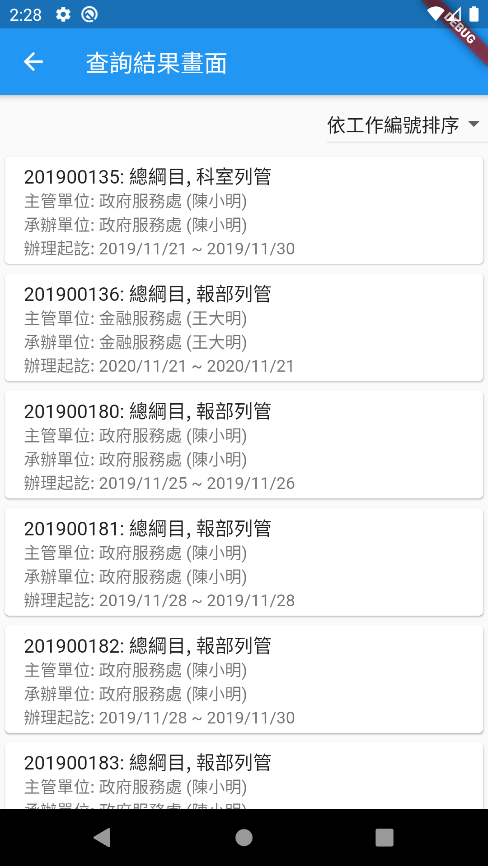 2:28
DEBUG
查詢結果畫面
依工作編號排序
201900135: 總綱目, 科室列管
主管單位: 政府服務處 (陳小明)
承辦單位: 政府服務處 (陳小明)
辦理起訖: 2019/11/21 ~ 2019/11/30
201900136: 總綱目, 報部列管
主管單位: 金融服務處 (王大明)
承辦單位: 金融服務處 (王大明)
辦理起訖: 2020/11/21 ~ 2020/11/21
201900180: 總綱目, 報部列管
主管單位: 政府服務處 (陳小明)
承辦單位: 政府服務處 (陳小明)
辦理起訖: 2019/11/25 ~ 2019/11/26
201900181: 總綱目, 報部列管
主管單位: 政府服務處 (陳小明)
承辦單位: 政府服務處 (陳小明)
辦理起訖: 2019/11/28 ~ 2019/11/28
201900182: 總綱目, 報部列管
主管單位: 政府服務處 (陳小明)
承辦單位: 政府服務處 (陳小明)
辦理起訖: 2019/11/28 ~ 2019/11/30
201900183: 總綱目, 報部列管
主管單位: 政府服務處 (陳小明)
承辦單位: 政府服務處 (陳小明)